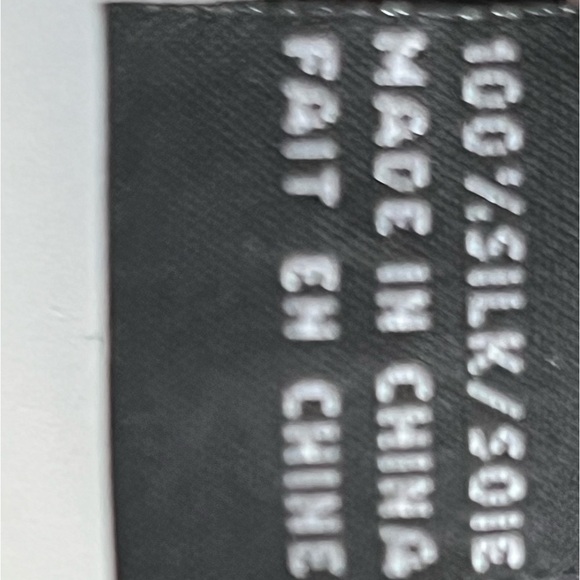 100%SILK/SOIE
MADE IN CHINA
FAIT EN CHINE